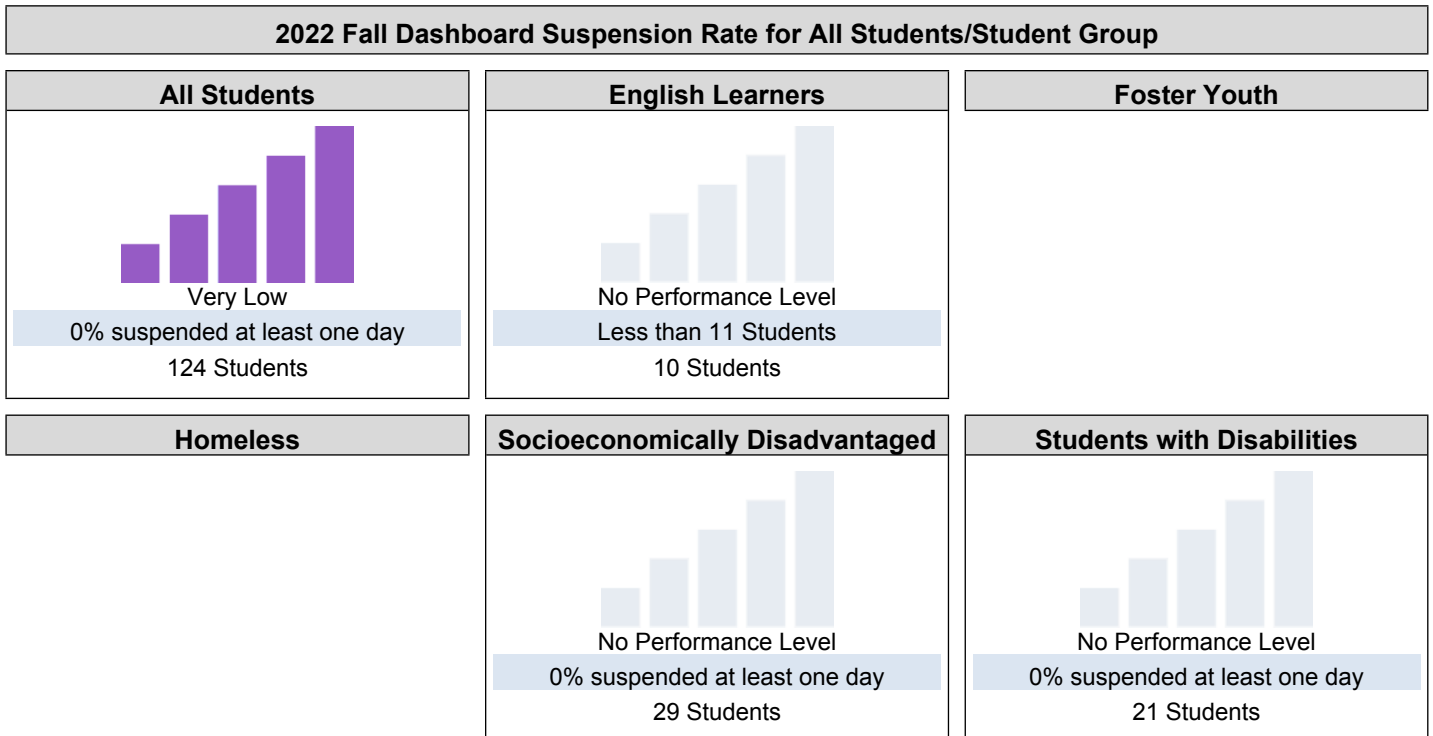 2022 Fall Dashboard Suspension Rate for All Students/Student Group
All Students
Very Low
0% suspended at least one day
124 Students
English Learners
No Performance Level
Less than 11 Students
10 Students
Foster Youth
Homeless
Socioeconomically Disadvantaged
No Performance Level
0% suspended at least one day
29 Students
Students with Disabilities
No Performance Level
0% suspended at least one day
21 Students